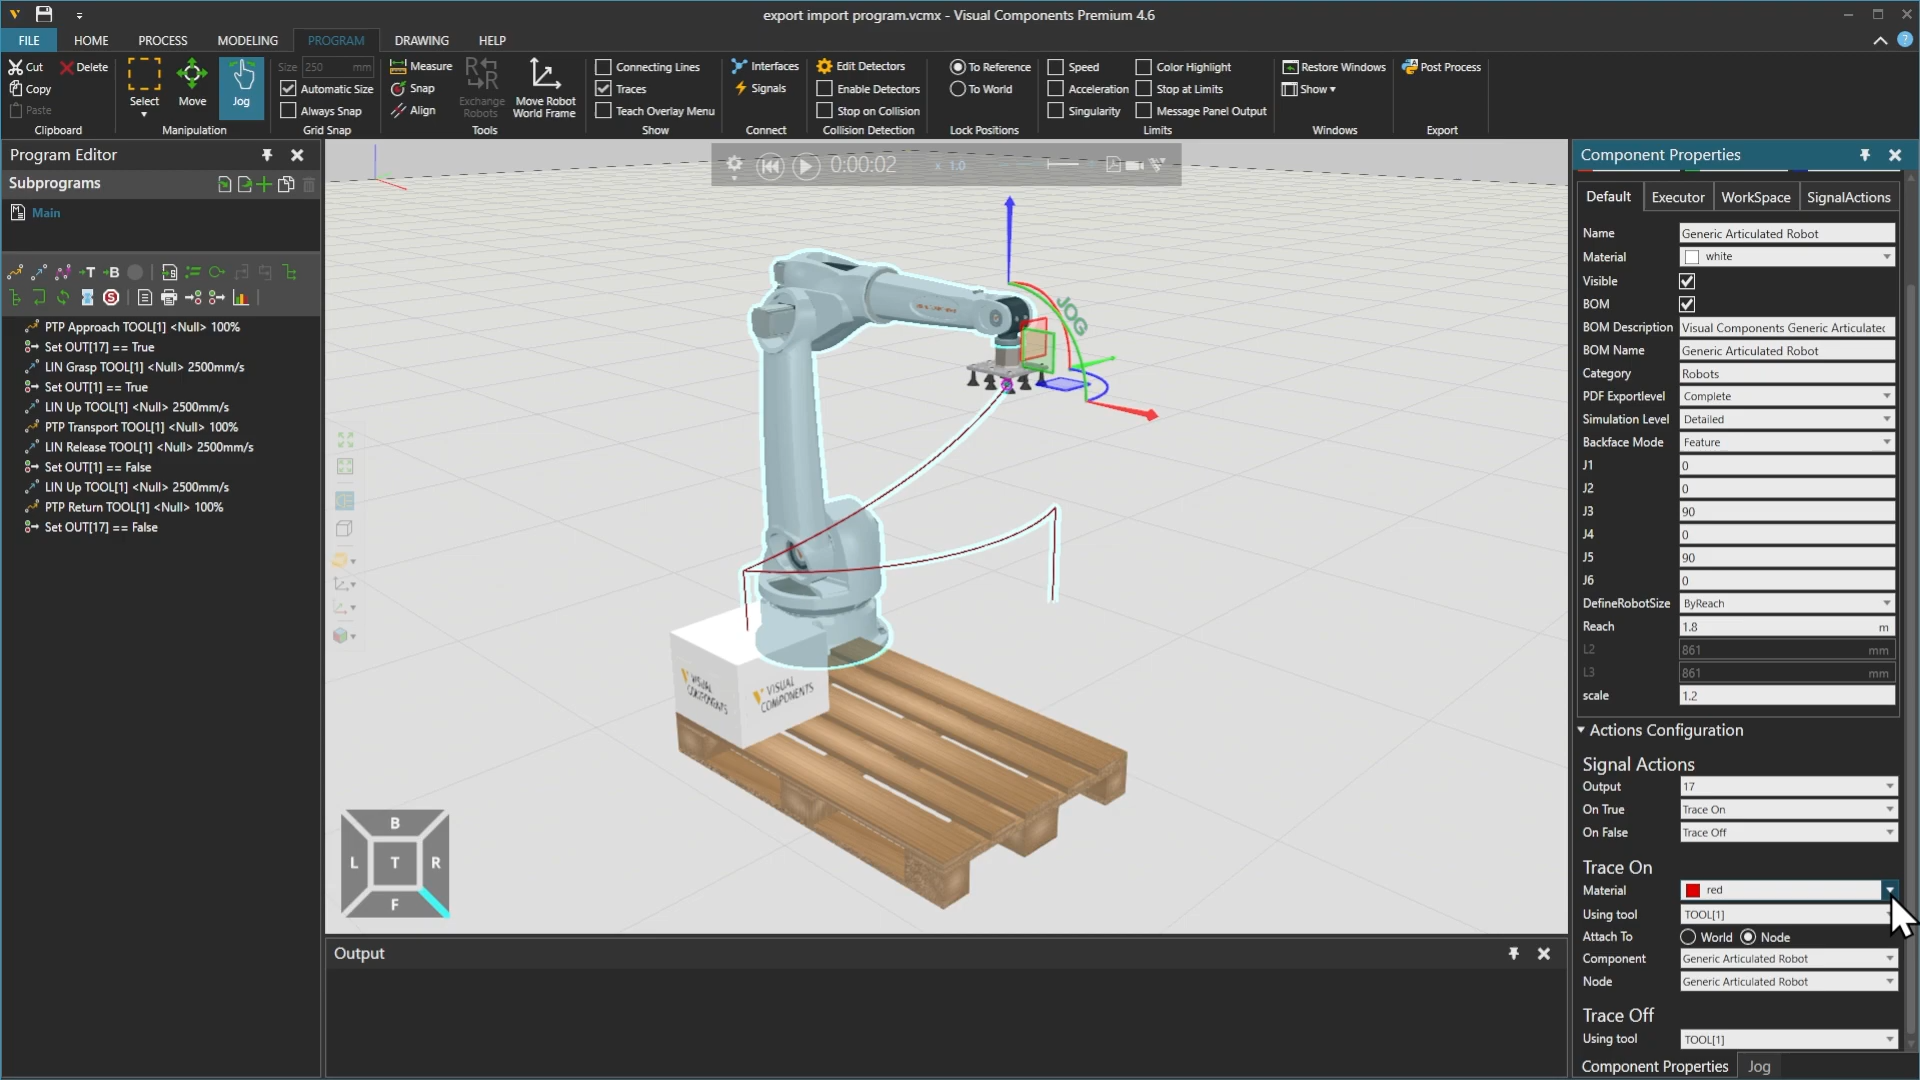 export import program.vcmx - Visual Components Premium 4.6
FILE HOME PROCESS MODELING PROGRAM DRAWING HELP
Cut Delete
Copy
Paste
Clipboard
Select Move Jog
Manipulation
Size 250 mm
Automatic Size
Always Snap
Grid Snap
Measure
Snap
Align
Exchange Robots
Move Robot World Frame
Tools
Connecting Lines
Traces
Teach Overlay Menu
Show
Interfaces
Signals
Connect
Edit Detectors
Enable Detectors
Stop on Collision
Collision Detection
To Reference
To World
Lock Positions
Speed Color Highlight
Acceleration Stop at Limits
Singularity Message Panel Output
Limits
Restore Windows
Show
Windows
Post Process
Export
Program Editor
Subprograms
Main
PTP Approach TOOL[1] <Null> 100%
Set OUT[17] == True
LIN Grasp TOOL[1] <Null> 2500mm/s
Set OUT[1] == True
LIN Up TOOL[1] <Null> 2500mm/s
PTP Transport TOOL[1] <Null> 100%
LIN Release TOOL[1] <Null> 2500mm/s
Set OUT[1] == False
LIN Up TOOL[1] <Null> 2500mm/s
PTP Return TOOL[1] <Null> 100%
Set OUT[17] == False
0:00:02 x 1.0
JOG
VISUAL COMPONENTS
VISUAL COMPONENTS
B
L T R
F
Output
Component Properties
Default Executor WorkSpace SignalActions
Name Generic Articulated Robot
Material white
Visible
BOM
BOM Description Visual Components Generic Articulated
BOM Name Generic Articulated Robot
Category Robots
PDF Exportlevel Complete
Simulation Level Detailed
Backface Mode Feature
J1 0
J2 0
J3 90
J4 0
J5 90
J6 0
DefineRobotSize ByReach
Reach 1.8 m
L2 861 mm
L3 861 mm
scale 1.2
Actions Configuration
Signal Actions
Output 17
On True Trace On
On False Trace Off
Trace On
Material red
Using tool TOOL[1]
Attach To World Node
Component Generic Articulated Robot
Node Generic Articulated Robot
Trace Off
Using tool TOOL[1]
Component Properties Jog